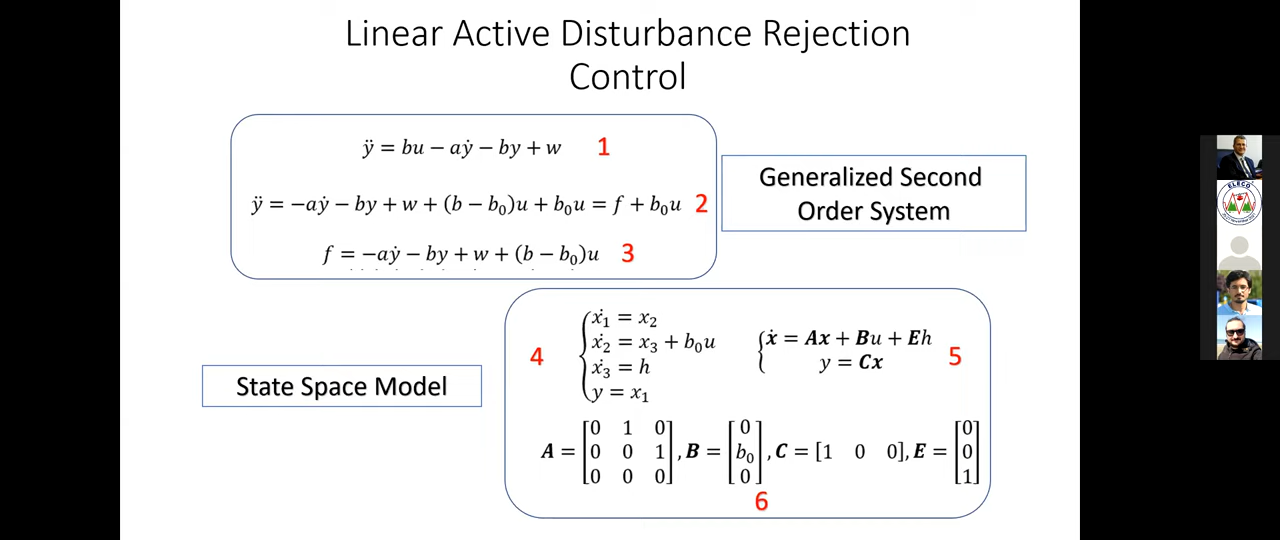 Linear Active Disturbance Rejection
Control
ÿ = bu − aẏ − by + w 1
ÿ = −aẏ − by + w + (b − b₀)u + b₀u = f + b₀u 2
f = −aẏ − by + w + (b − b₀)u 3
Generalized Second
Order System
State Space Model
4
ẋ₁ = x₂
ẋ₂ = x₃ + b₀u
ẋ₃ = h
y = x₁
ẋ = Ax + Bu + Eh
y = Cx
5
A = [0 1 0; 0 0 1; 0 0 0], B = [0; b₀; 0], C = [1 0 0], E = [0; 0; 1]
6
ELECO